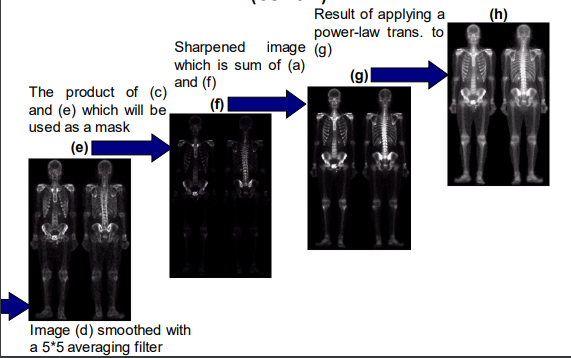 Result of applying a
power-law trans. to
(g)
(h)
Sharpened image
which is sum of (a)
and (f)
(g)
The product of (c)
and (e) which will be
used as a mask
(f)
(e)
Image (d) smoothed with
a 5*5 averaging filter